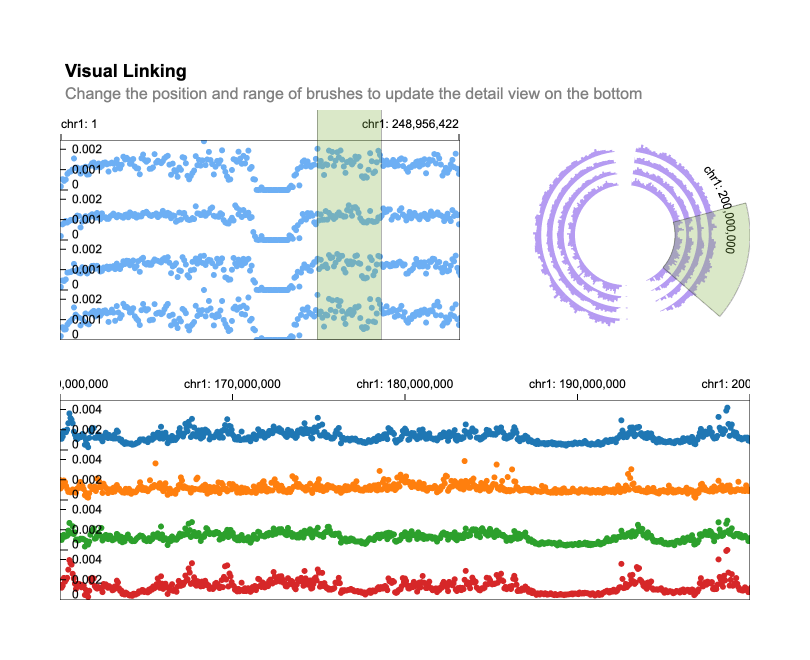 Visual Linking
Change the position and range of brushes to update the detail view on the bottom
chr1: 1
chr1: 248,956,422
0.002
0.001
0
0.002
0.001
0
0.002
0.001
0
0.002
0.001
0
chr1: 200,000,000
),000,000
chr1: 170,000,000
chr1: 180,000,000
chr1: 190,000,000
chr1: 200
0.004
0.002
0
0.004
0.002
0
0.004
0.002
0
0.004
0.002
0